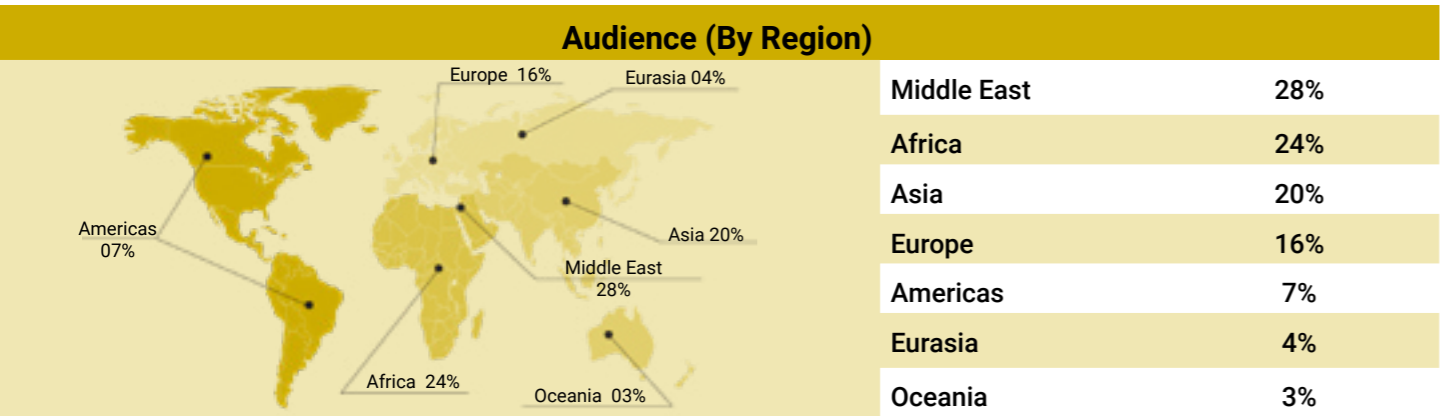 Audience (By Region)
Europe 16%
Eurasia 04%
Americas
07%
Asia 20%
Middle East
28%
Africa 24%
Oceania 03%
Middle East 28%
Africa 24%
Asia 20%
Europe 16%
Americas 7%
Eurasia 4%
Oceania 3%